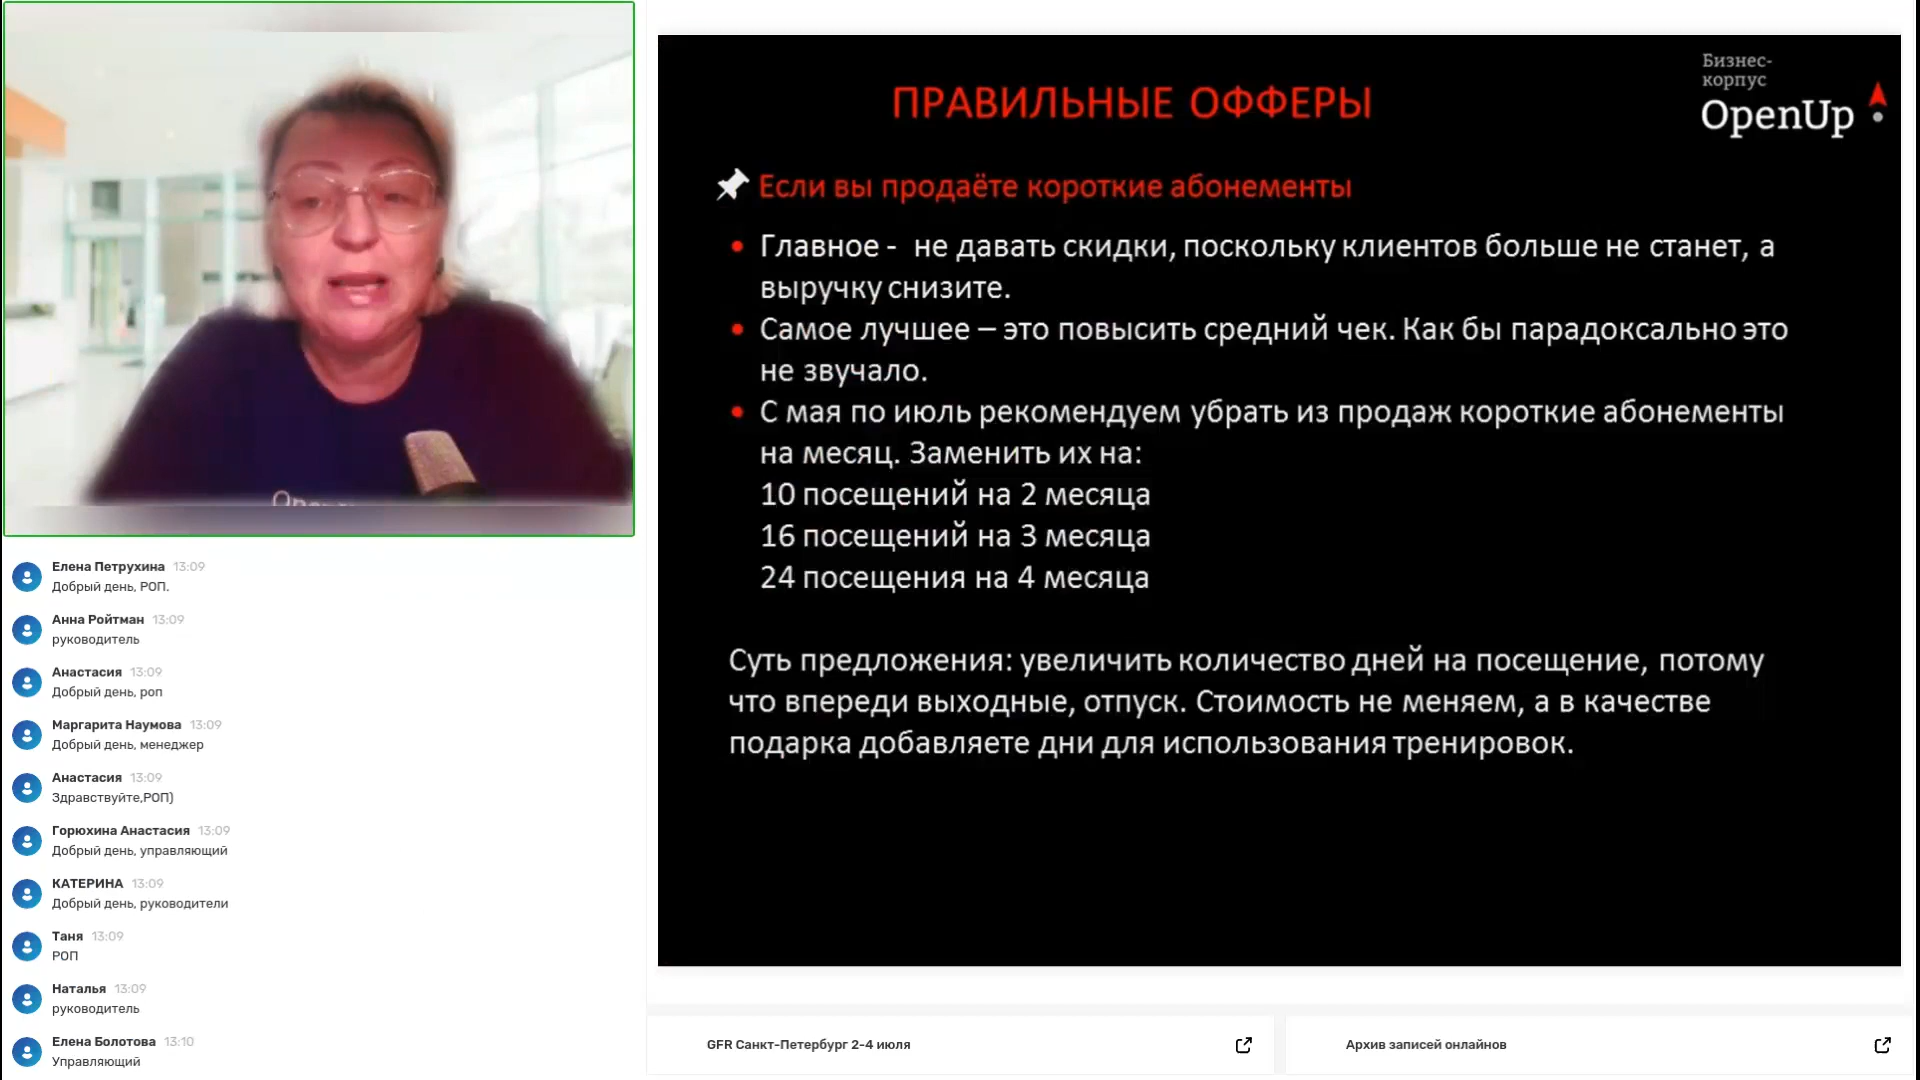 Елена Петрухина 13:09
Добрый день, РОП.
Анна Ройтман 13:09
руководитель
Анастасия 13:09
Добрый день, роп
Маргарита Наумова 13:09
Добрый день, менеджер
Анастасия 13:09
Здравствуйте,РОП)
Горюхина Анастасия 13:09
Добрый день, управляющий
КАТЕРИНА 13:09
Добрый день, руководители
Таня 13:09
РОП
Наталья 13:09
руководитель
Елена Болотова 13:10
Управляющий
Бизнес-
корпус
OpenUp
ПРАВИЛЬНЫЕ ОФФЕРЫ
Если вы продаёте короткие абонементы
• Главное - не давать скидки, поскольку клиентов больше не станет, а
выручку снизите.
• Самое лучшее – это повысить средний чек. Как бы парадоксально это
не звучало.
• С мая по июль рекомендуем убрать из продаж короткие абонементы
на месяц. Заменить их на:
10 посещений на 2 месяца
16 посещений на 3 месяца
24 посещения на 4 месяца
Суть предложения: увеличить количество дней на посещение, потому
что впереди выходные, отпуск. Стоимость не меняем, а в качестве
подарка добавляете дни для использования тренировок.
GFR Санкт-Петербург 2-4 июля
Архив записей онлайнов